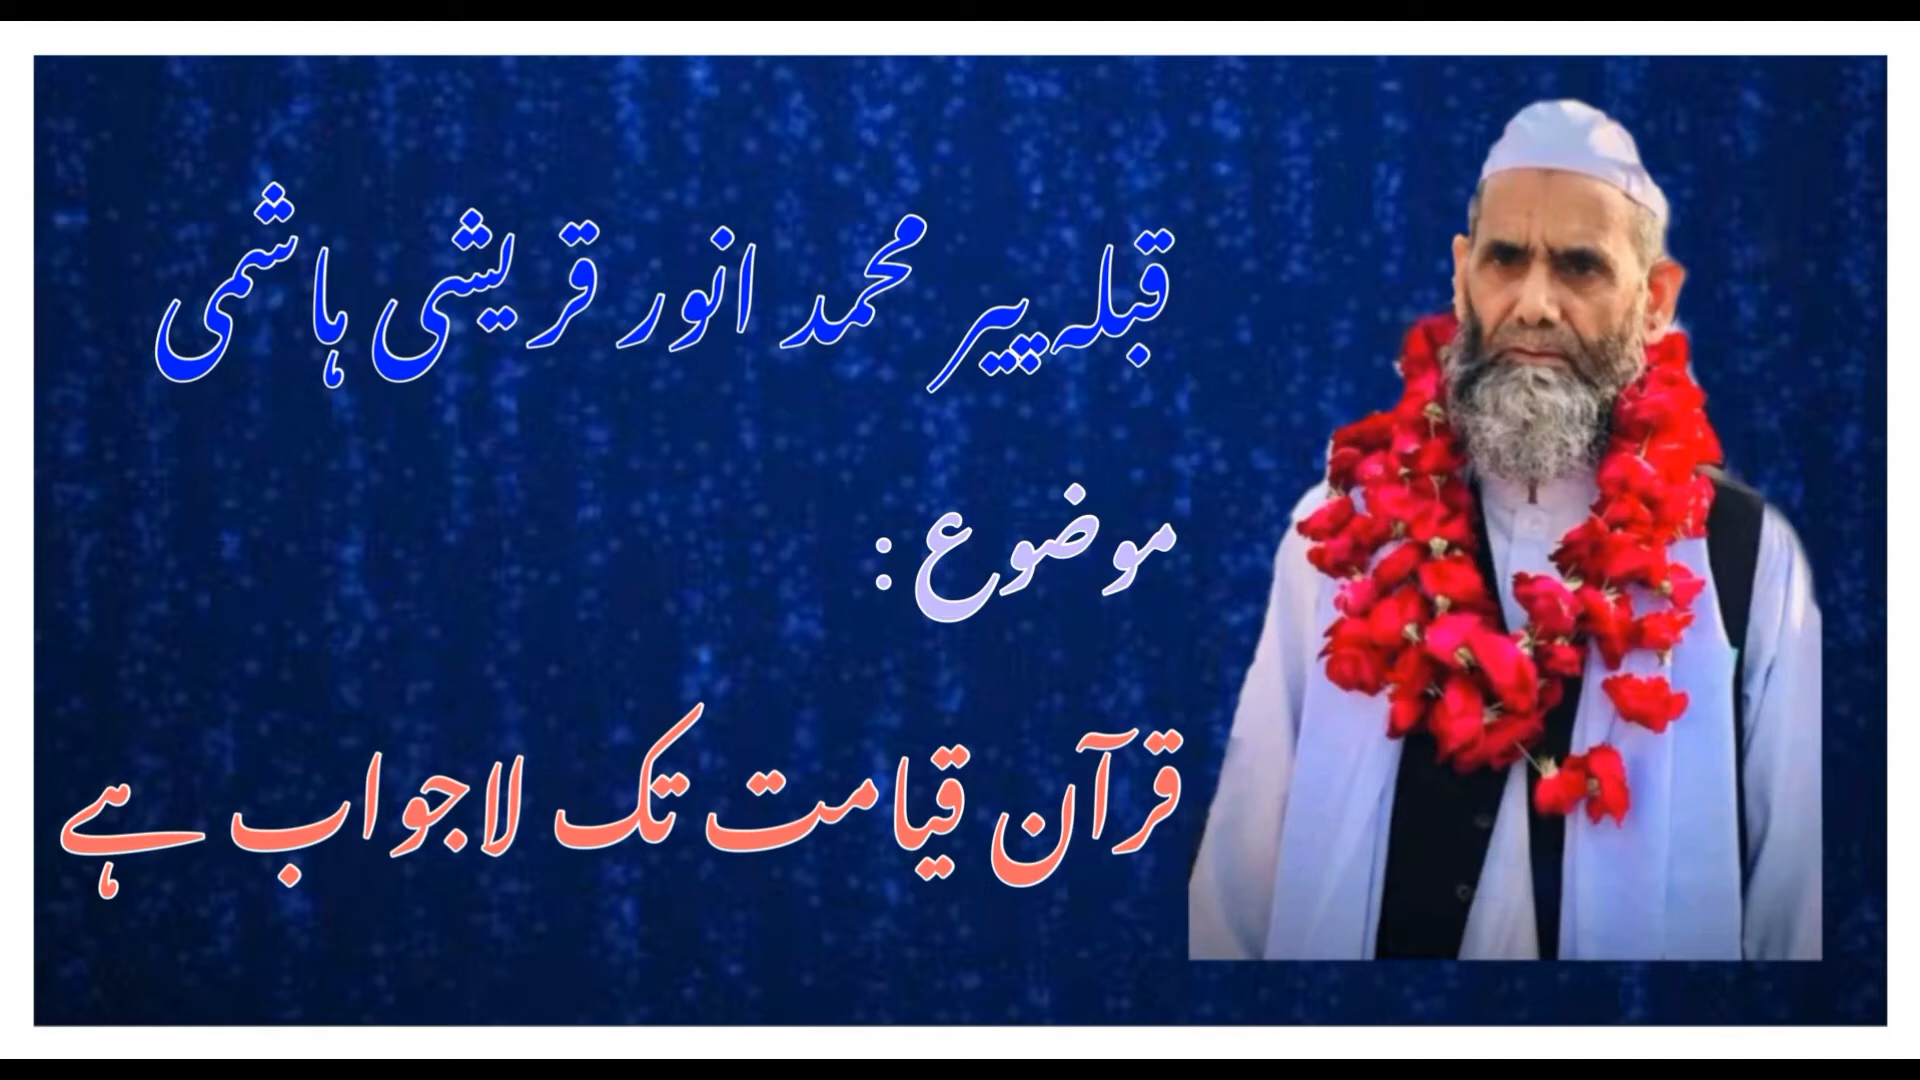 قبلہ پیر محمد انور قریشی ہاشمی
موضوع :
قرآن قیامت تک لاجواب ہے